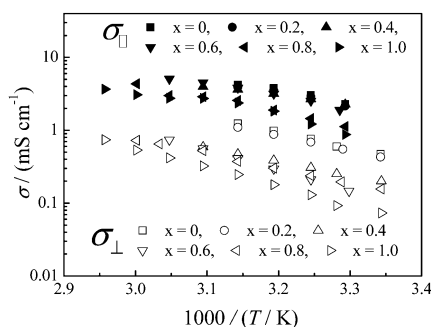 10
1
0.1
0.01
σ / (mS cm⁻¹)
σ▯ ■ x = 0, ● x = 0.2, ▲ x = 0.4,
▼ x = 0.6, ◀ x = 0.8, ▶ x = 1.0
σ⊥ □ x = 0, ○ x = 0.2, △ x = 0.4
▽ x = 0.6, ◁ x = 0.8, ▷ x = 1.0
2.9 3.0 3.1 3.2 3.3 3.4
1000 / (T / K)